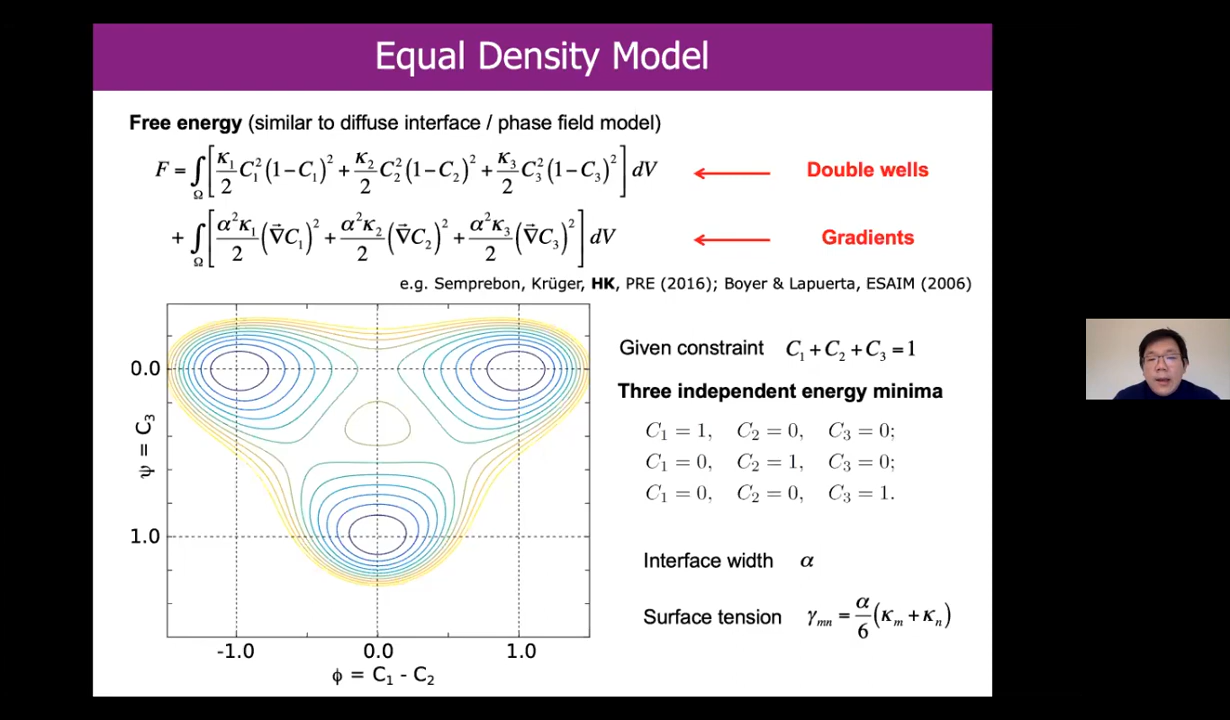 Equal Density Model
Free energy (similar to diffuse interface / phase field model)
F = ∫_Ω [ κ₁/2 C₁² (1−C₁)² + κ₂/2 C₂² (1−C₂)² + κ₃/2 C₃² (1−C₃)² ] dV
Double wells
+ ∫_Ω [ α²κ₁/2 (∇⃗C₁)² + α²κ₂/2 (∇⃗C₂)² + α²κ₃/2 (∇⃗C₃)² ] dV
Gradients
e.g. Semprebon, Krüger, HK, PRE (2016); Boyer & Lapuerta, ESAIM (2006)
0.0
1.0
ψ = C₃
-1.0 0.0 1.0
ϕ = C₁ - C₂
Given constraint C₁ + C₂ + C₃ = 1
Three independent energy minima
C₁ = 1, C₂ = 0, C₃ = 0;
C₁ = 0, C₂ = 1, C₃ = 0;
C₁ = 0, C₂ = 0, C₃ = 1.
Interface width α
Surface tension γₘₙ = α/6 (κₘ + κₙ)